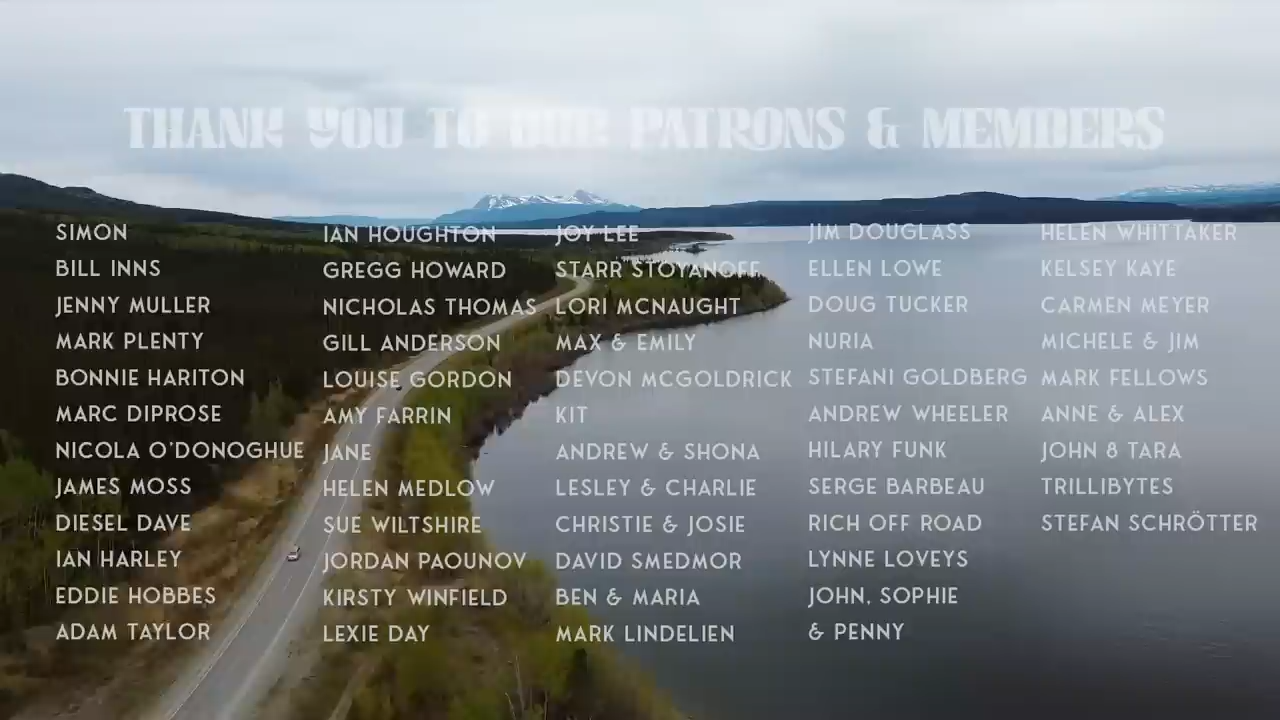 THANK YOU TO OUR PATRONS & MEMBERS
SIMON
BILL INNS
JENNY MULLER
MARK PLENTY
BONNIE HARITON
MARC DIPROSE
NICOLA O'DONOGHUE
JAMES MOSS
DIESEL DAVE
IAN HARLEY
EDDIE HOBBES
ADAM TAYLOR
IAN HOUGHTON
GREGG HOWARD
NICHOLAS THOMAS
GILL ANDERSON
LOUISE GORDON
AMY FARRIN
JANE
HELEN MEDLOW
SUE WILTSHIRE
JORDAN PAOUNOV
KIRSTY WINFIELD
LEXIE DAY
JOY LEE
STARR STOYANOFF
LORI MCNAUGHT
MAX & EMILY
DEVON MCGOLDRICK
KIT
ANDREW & SHONA
LESLEY & CHARLIE
CHRISTIE & JOSIE
DAVID SMEDMOR
BEN & MARIA
MARK LINDELIEN
JIM DOUGLASS
ELLEN LOWE
DOUG TUCKER
NURIA
STEFANI GOLDBERG
ANDREW WHEELER
HILARY FUNK
SERGE BARBEAU
RICH OFF ROAD
LYNNE LOVEYS
JOHN, SOPHIE
& PENNY
HELEN WHITTAKER
KELSEY KAYE
CARMEN MEYER
MICHELE & JIM
MARK FELLOWS
ANNE & ALEX
JOHN 8 TARA
TRILLIBYTES
STEFAN SCHRÖTTER